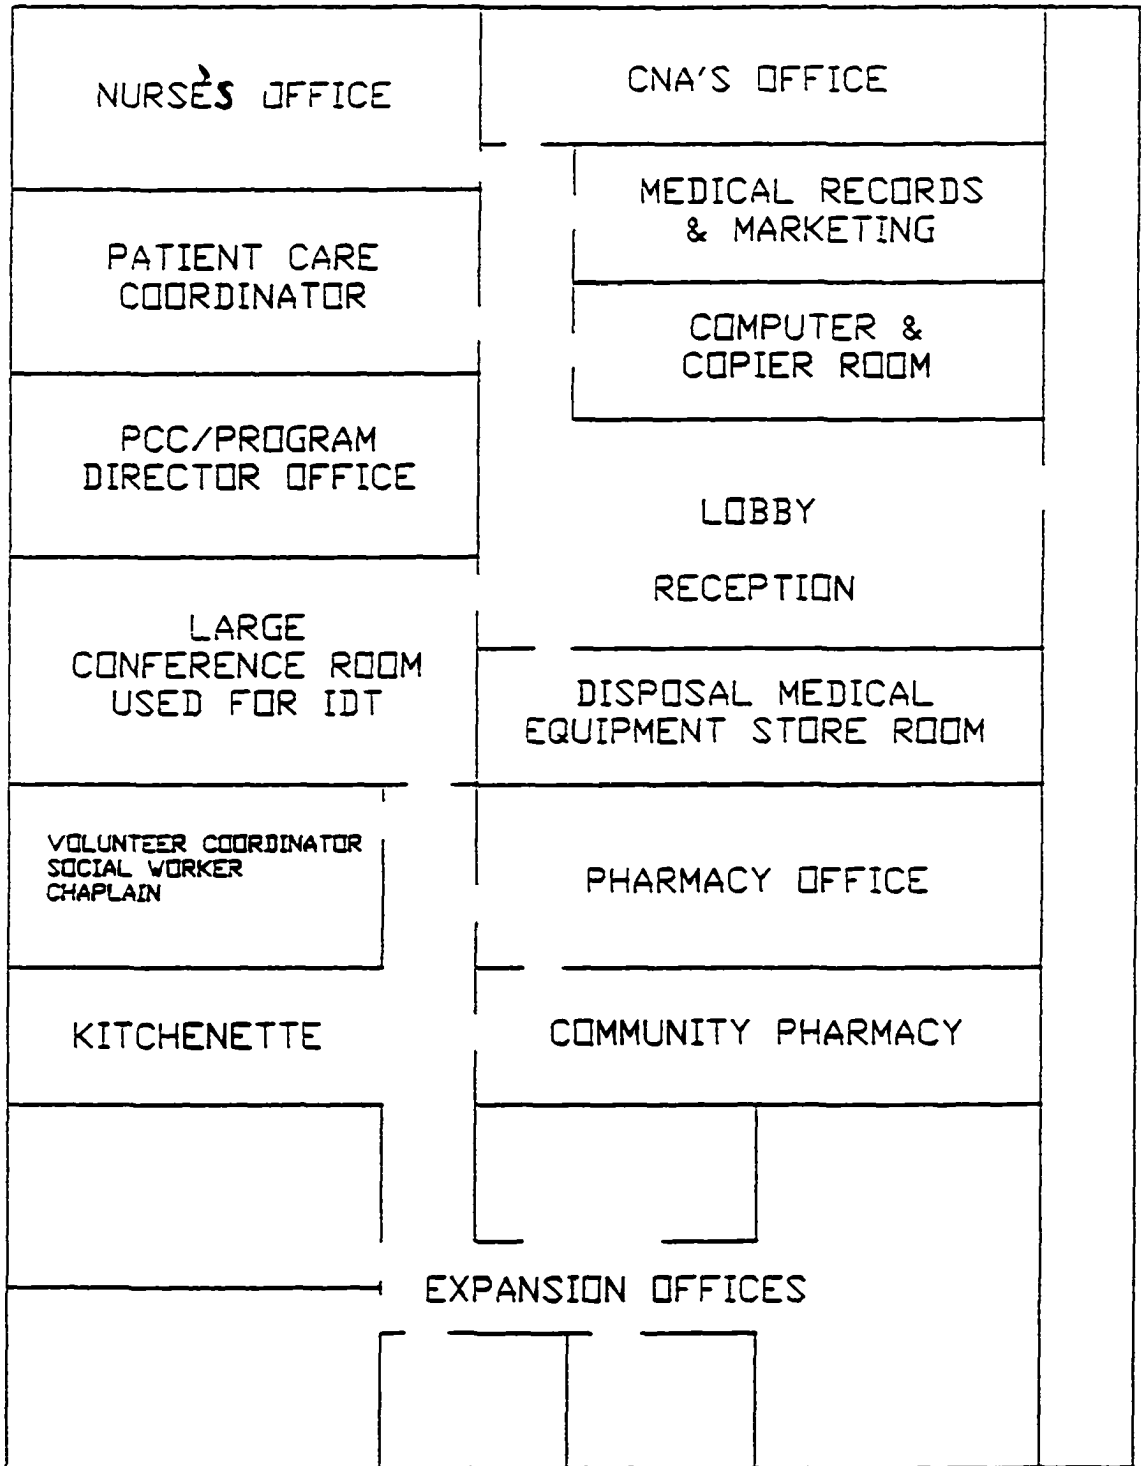 NURSE'S OFFICE
CNA'S OFFICE
MEDICAL RECORDS
& MARKETING
PATIENT CARE
COORDINATOR
COMPUTER &
COPIER ROOM
PCC/PROGRAM
DIRECTOR OFFICE
LOBBY
RECEPTION
LARGE
CONFERENCE ROOM
USED FOR IDT
DISPOSAL MEDICAL
EQUIPMENT STORE ROOM
VOLUNTEER COORDINATOR
SOCIAL WORKER
CHAPLAIN
PHARMACY OFFICE
KITCHENETTE
COMMUNITY PHARMACY
EXPANSION OFFICES